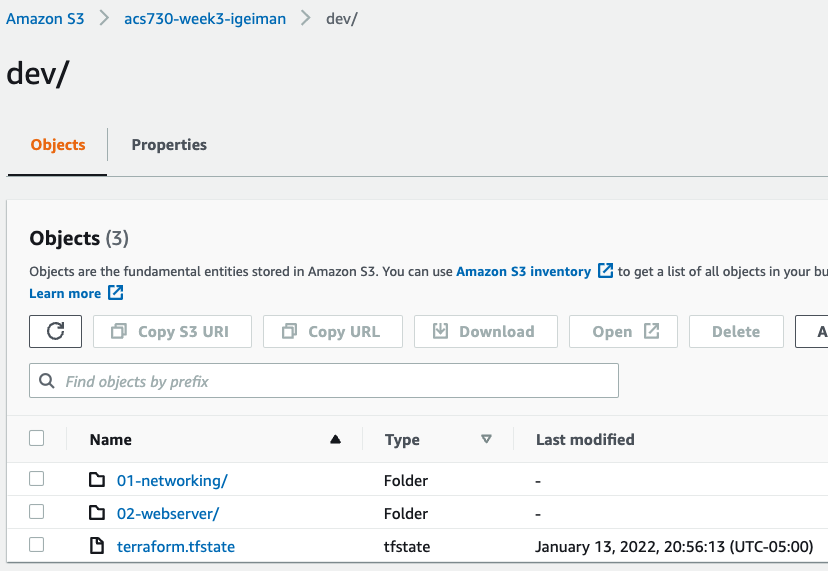 Amazon S3 > acs730-week3-igeiman > dev/
dev/
Objects Properties
Objects (3)
Objects are the fundamental entities stored in Amazon S3. You can use Amazon S3 inventory to get a list of all objects in your bu
Learn more
Copy S3 URI Copy URL Download Open Delete A
Find objects by prefix
Name Type Last modified
01-networking/ Folder -
02-webserver/ Folder -
terraform.tfstate tfstate January 13, 2022, 20:56:13 (UTC-05:00)